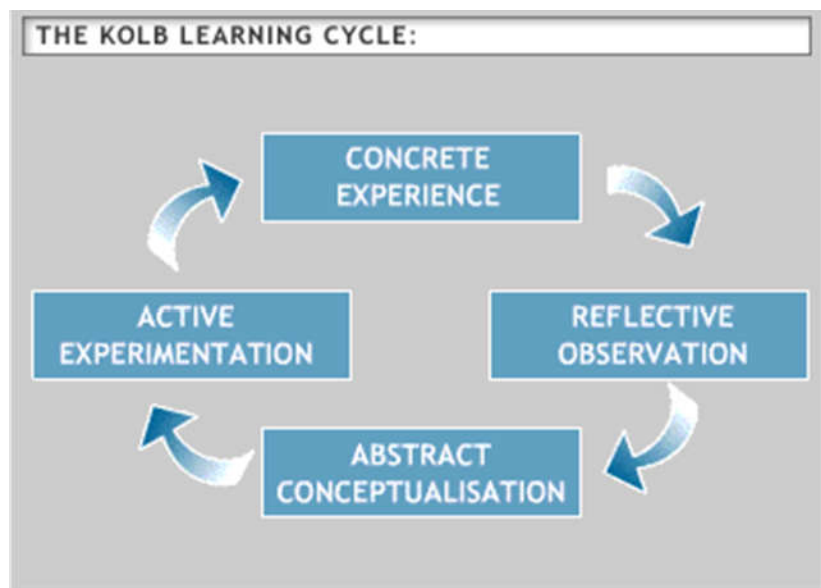 THE KOLB LEARNING CYCLE:
CONCRETE
EXPERIENCE
ACTIVE
EXPERIMENTATION
REFLECTIVE
OBSERVATION
ABSTRACT
CONCEPTUALISATION